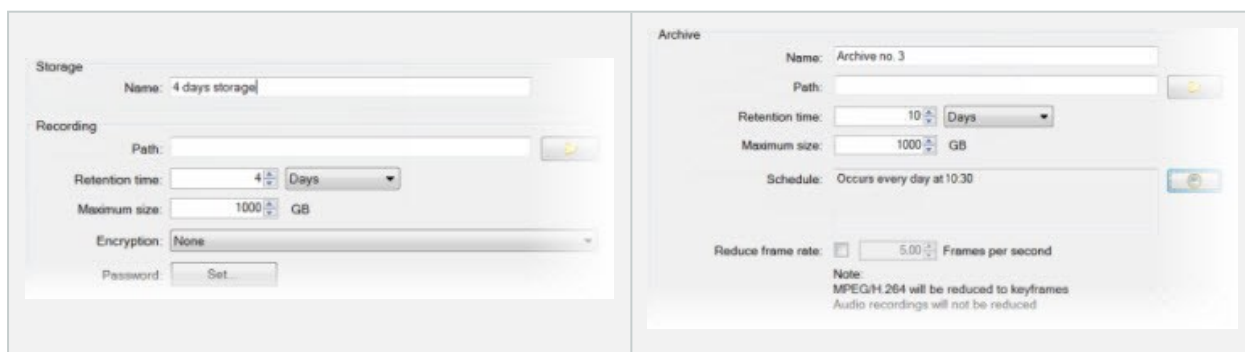 Storage
Name: 4 days storage
Recording
Path:
Retention time: 4 Days
Maximum size: 1000 GB
Encryption: None
Password: Set...
Archive
Name: Archive no. 3
Path:
Retention time: 10 Days
Maximum size: 1000 GB
Schedule: Occurs every day at 10:30
Reduce frame rate: 5.00 Frames per second
Note:
MPEG/H.264 will be reduced to keyframes
Audio recordings will not be reduced